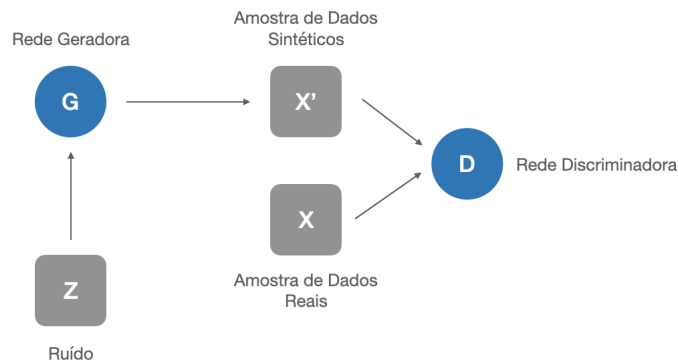 Amostra de Dados
Sintéticos
Rede Geradora
G
X’
D
Rede Discriminadora
X
Z
Amostra de Dados
Reais
Ruído